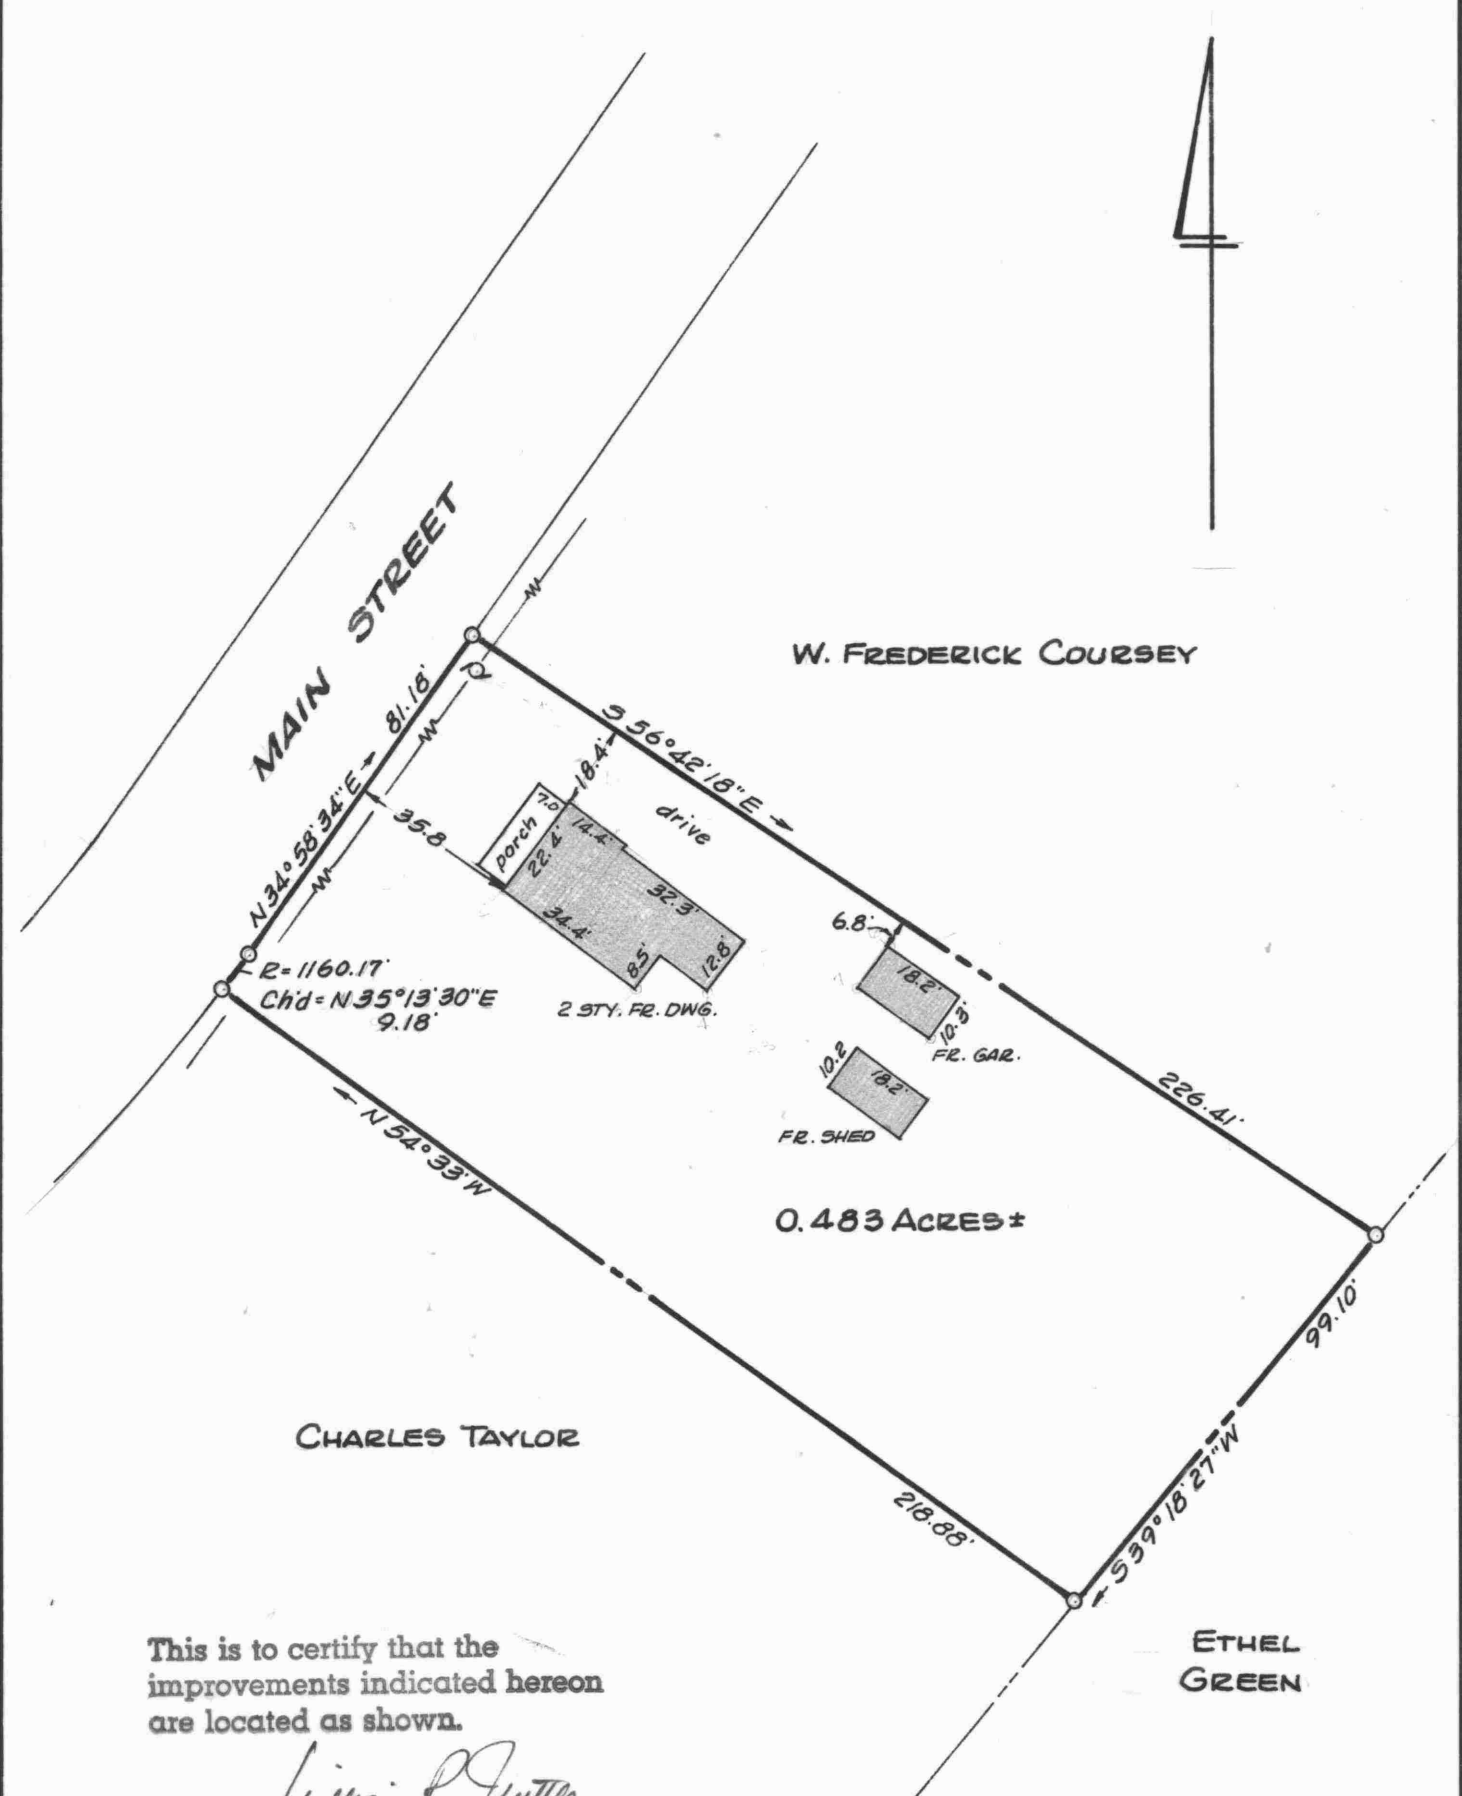 MAIN STREET
W. FREDERICK COURSEY
81.18'
N 34° 58' 34" E
S 56° 42' 18" E
18.4'
drive
35.8
7.0
porch
22.4'
14.4'
32.3'
34.4'
8.5'
12.8'
2 STY. FR. DWG.
6.8'
18.2'
10.3'
FR. GAR.
R = 1160.17'
Ch'd = N 35° 13' 30" E
9.18'
10.2
18.2'
FR. SHED
226.41'
N 54° 33' W
0.483 ACRES ±
99.10'
CHARLES TAYLOR
218.88'
S 39° 18' 27" W
ETHEL
GREEN
This is to certify that the
improvements indicated hereon
are located as shown.